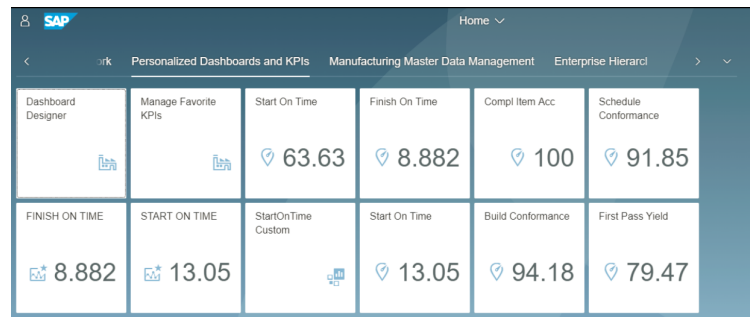 SAP
Home
ork
Personalized Dashboards and KPIs
Manufacturing Master Data Management
Enterprise Hierarcl
Dashboard
Designer
Manage Favorite
KPIs
Start On Time
63.63
Finish On Time
8.882
Compl Item Acc
100
Schedule
Conformance
91.85
FINISH ON TIME
8.882
START ON TIME
13.05
StartOnTime
Custom
Start On Time
13.05
Build Conformance
94.18
First Pass Yield
79.47